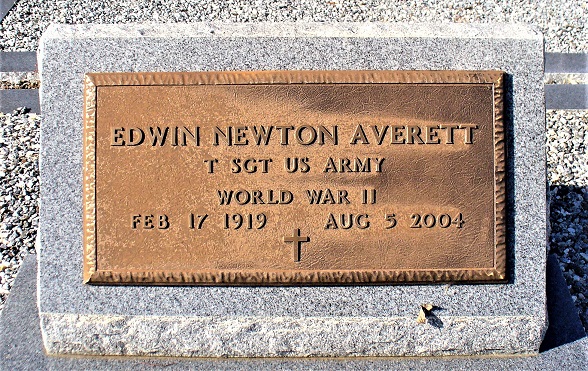 EDWIN NEWTON AVERETT
T SGT US ARMY
WORLD WAR II
FEB 17 1919 AUG 5 2004